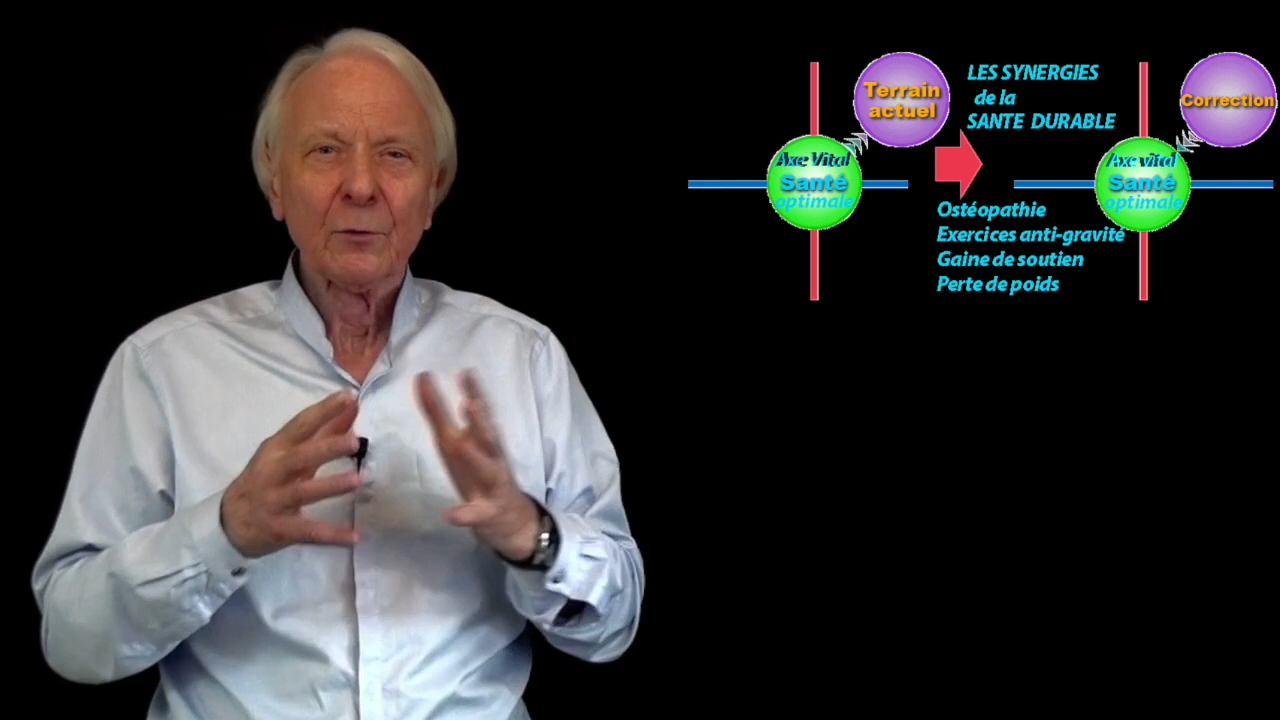 Terrain
actuel
Axe Vital
Santé
optimale
LES SYNERGIES
de la
SANTE DURABLE
Ostéopathie
Exercices anti-gravité
Gaine de soutien
Perte de poids
Correction
Axe vital
Santé
optimale